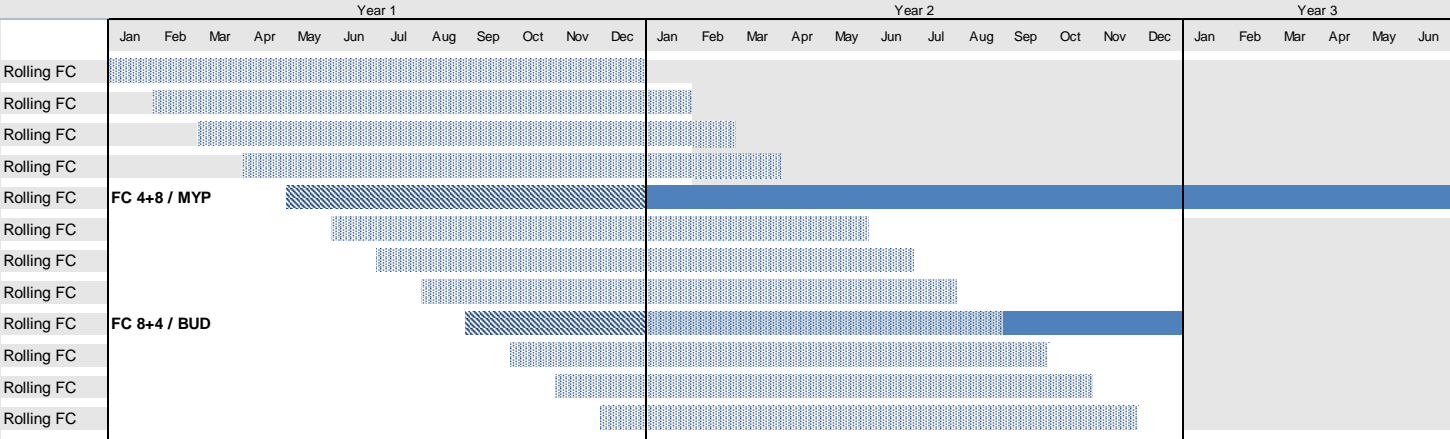 Year 1 Year 2 Year 3
Jan Feb Mar Apr May Jun Jul Aug Sep Oct Nov Dec Jan Feb Mar Apr May Jun Jul Aug Sep Oct Nov Dec Jan Feb Mar Apr May Jun
Rolling FC
Rolling FC
Rolling FC
Rolling FC
Rolling FC FC 4+8 / MYP
Rolling FC
Rolling FC
Rolling FC
Rolling FC FC 8+4 / BUD
Rolling FC
Rolling FC
Rolling FC